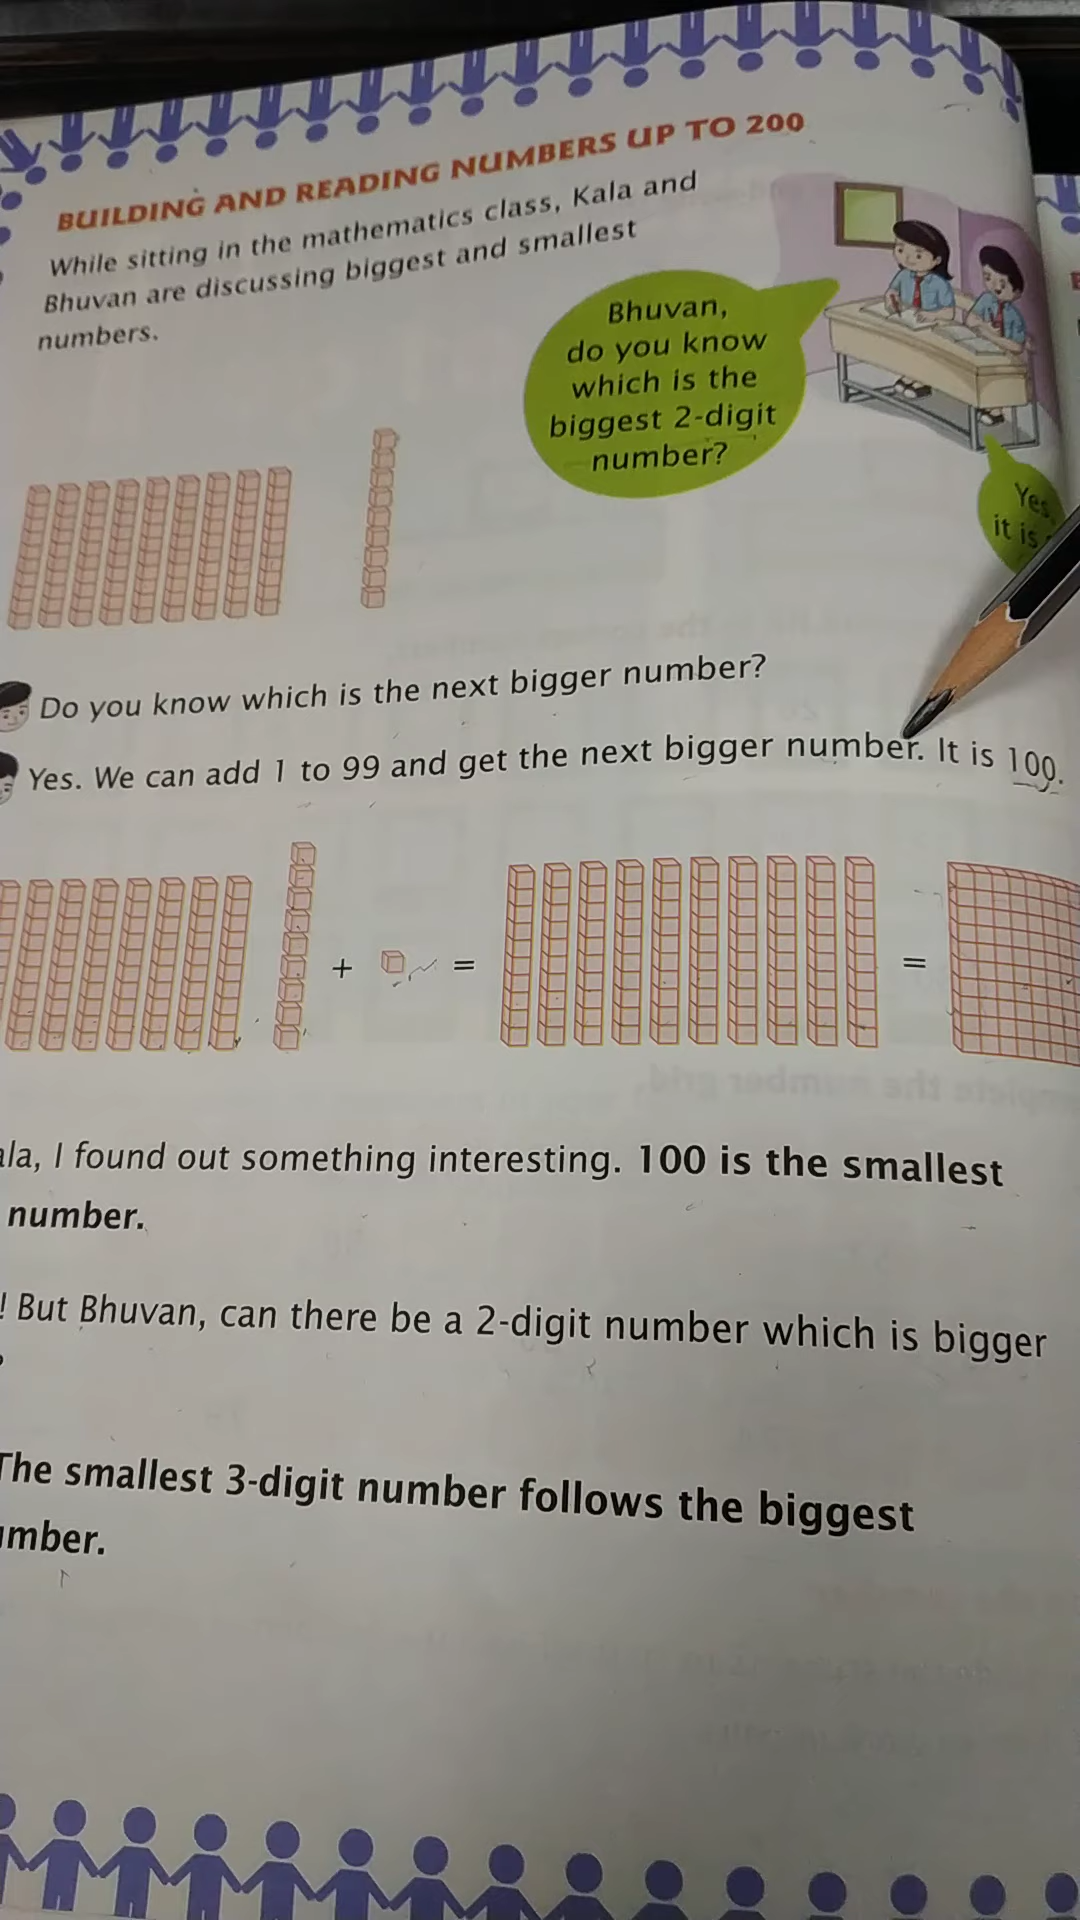 BUILDING AND READING NUMBERS UP TO 200
While sitting in the mathematics class, Kala and
Bhuvan are discussing biggest and smallest
numbers.
Bhuvan,
do you know
which is the
biggest 2-digit
number?
Yes,
it is
Do you know which is the next bigger number?
Yes. We can add 1 to 99 and get the next bigger number. It is 100.
+ = =
I found out something interesting. 100 is the smallest
number.
! But Bhuvan, can there be a 2-digit number which is bigger
The smallest 3-digit number follows the biggest